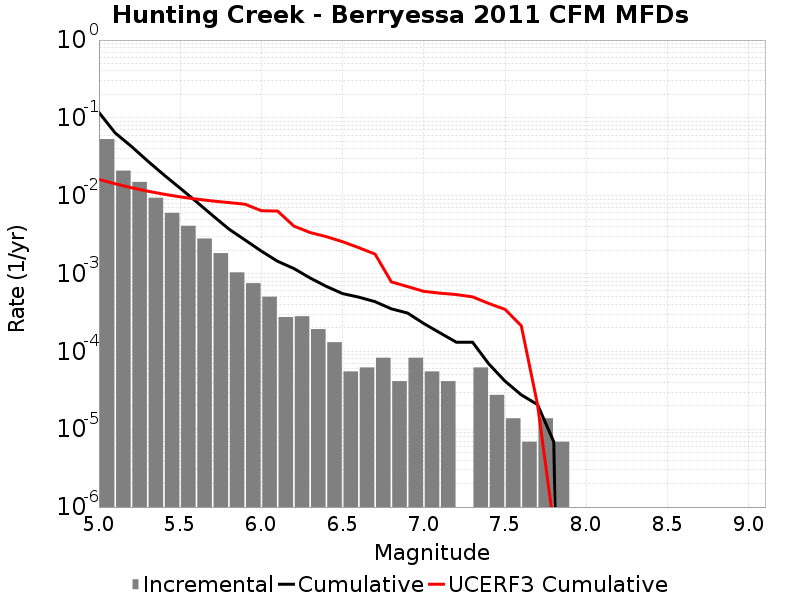 Hunting Creek - Berryessa 2011 CFM MFDs
10^0
10^-1
10^-2
10^-3
10^-4
10^-5
10^-6
Rate (1/yr)
5.0 5.5 6.0 6.5 7.0 7.5 8.0 8.5 9.0
Magnitude
Incremental Cumulative UCERF3 Cumulative